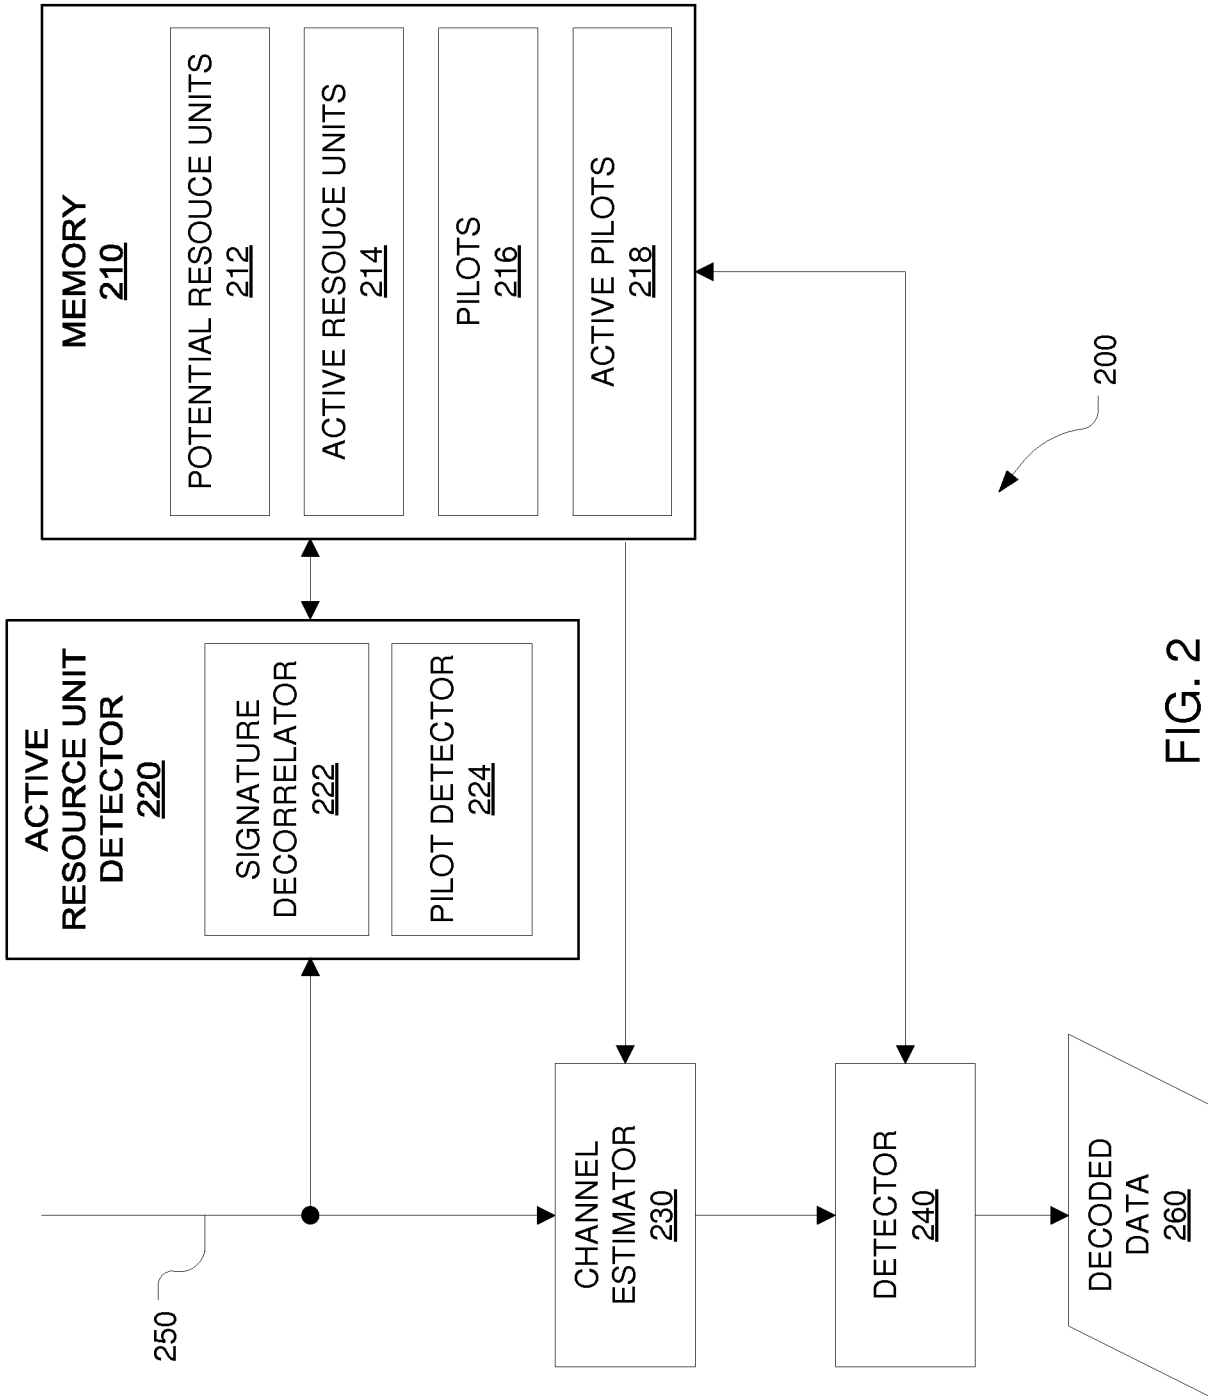 MEMORY
210
POTENTIAL RESOUCE UNITS
212
ACTIVE RESOUCE UNITS
214
PILOTS
216
ACTIVE PILOTS
218
ACTIVE
RESOURCE UNIT
DETECTOR
220
SIGNATURE
DECORRELATOR
222
PILOT DETECTOR
224
250
CHANNEL
ESTIMATOR
230
DETECTOR
240
DECODED
DATA
260
200
FIG. 2